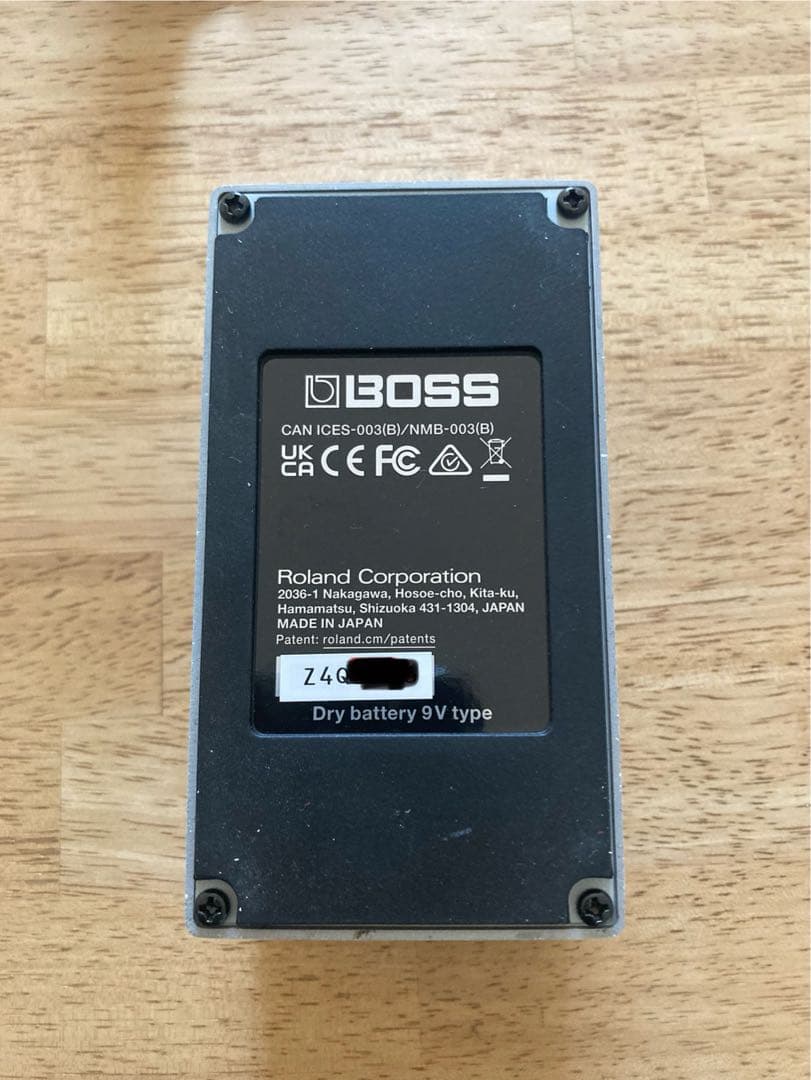 BOSS
CAN ICES-003(B)/NMB-003(B)
UK CA CE FC
Roland Corporation
2036-1 Nakagawa, Hosoe-cho, Kita-ku,
Hamamatsu, Shizuoka 431-1304, JAPAN
MADE IN JAPAN
Patent: roland.cm/patents
Z4Q
Dry battery 9V type